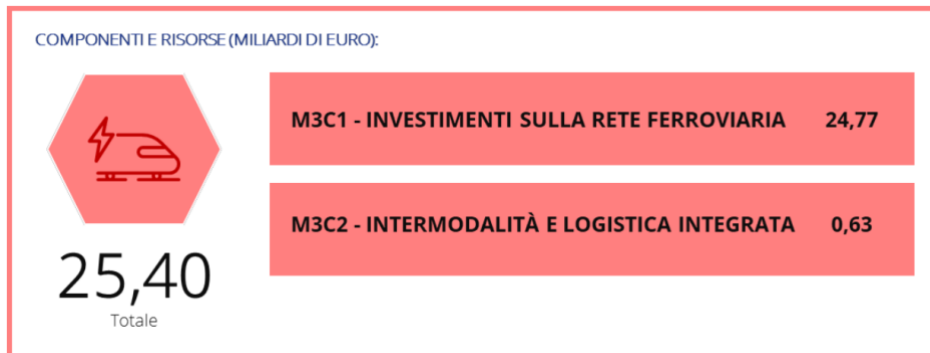 COMPONENTI E RISORSE (MILIARDI DI EURO):
M3C1 - INVESTIMENTI SULLA RETE FERROVIARIA 24,77
M3C2 - INTERMODALITÀ E LOGISTICA INTEGRATA 0,63
25,40
Totale